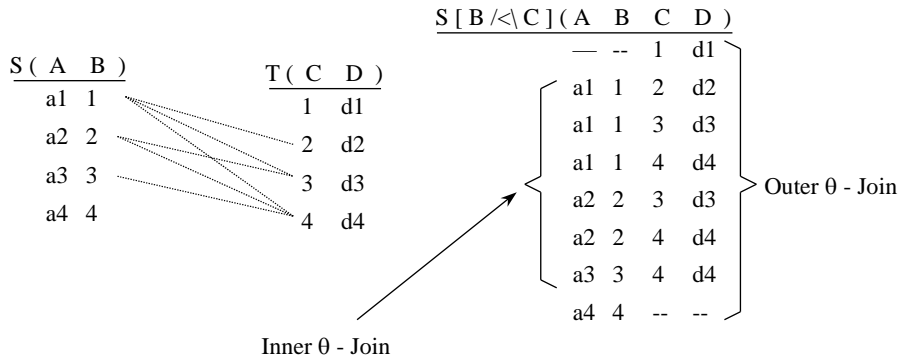 S [ B /<\ C ] ( A B C D )
— -- 1 d1
a1 1 2 d2
a1 1 3 d3
a1 1 4 d4
a2 2 3 d3
a2 2 4 d4
a3 3 4 d4
a4 4 -- --
S ( A B )
a1 1
a2 2
a3 3
a4 4
T ( C D )
1 d1
2 d2
3 d3
4 d4
Outer θ - Join
Inner θ - Join